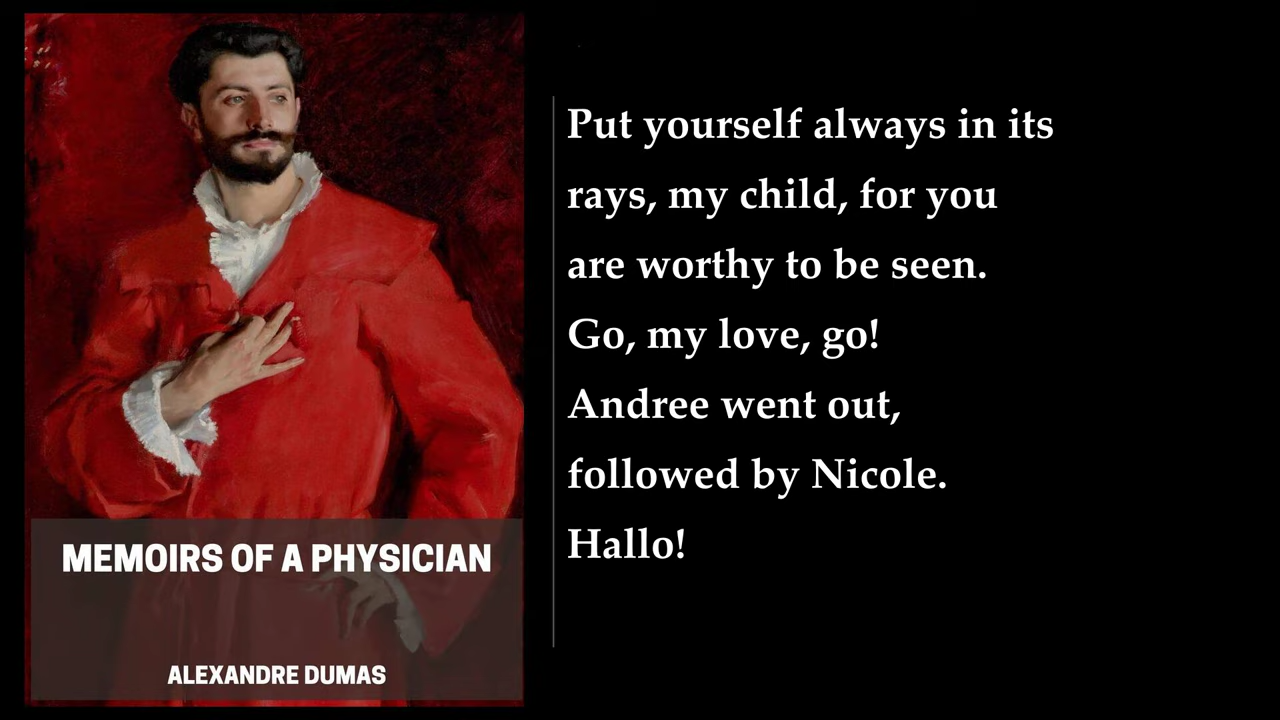 MEMOIRS OF A PHYSICIAN
ALEXANDRE DUMAS
Put yourself always in its
rays, my child, for you
are worthy to be seen.
Go, my love, go!
Andree went out,
followed by Nicole.
Hallo!